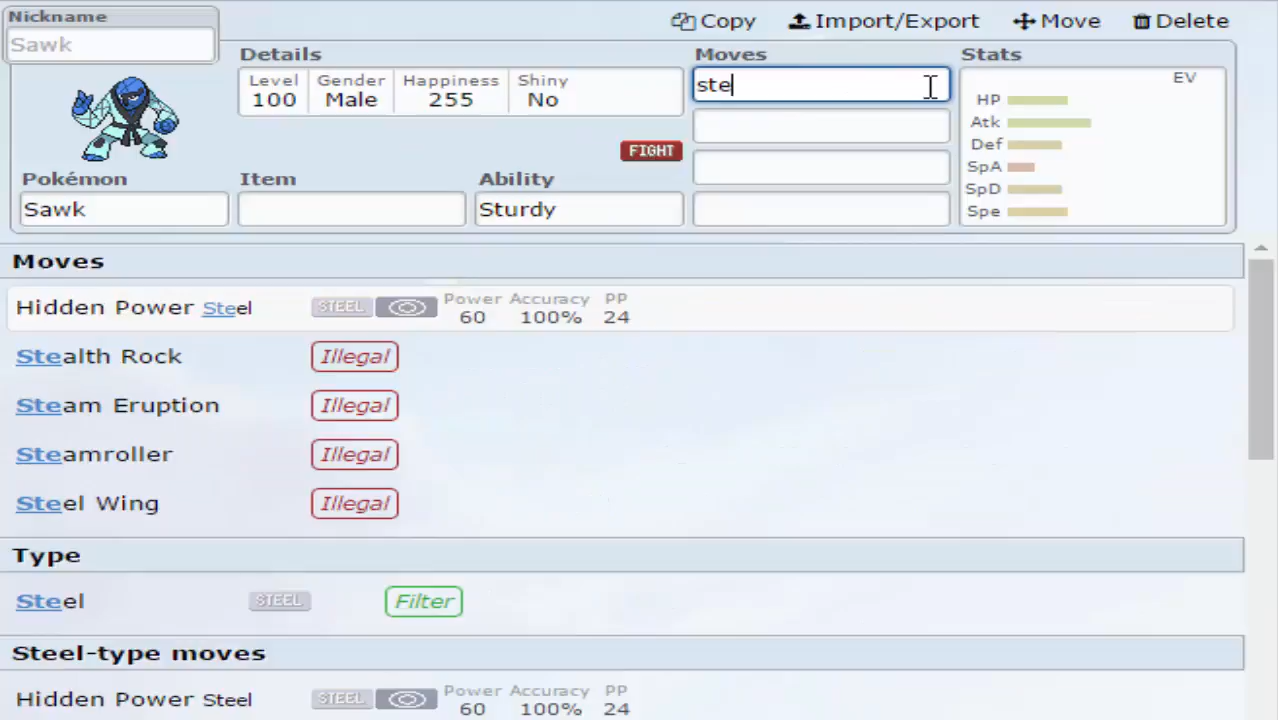 Nickname
Sawk
Copy Import/Export Move Delete
Details
Moves
Stats
Level Gender Happiness Shiny
100 Male 255 No
ste
EV
HP
Atk
Def
SpA
SpD
Spe
FIGHT
Pokémon Item Ability
Sawk Sturdy
Moves
Hidden Power Steel STEEL Power Accuracy PP
60 100% 24
Stealth Rock Illegal
Steam Eruption Illegal
Steamroller Illegal
Steel Wing Illegal
Type
Steel STEEL Filter
Steel-type moves
Hidden Power Steel STEEL Power Accuracy PP
60 100% 24